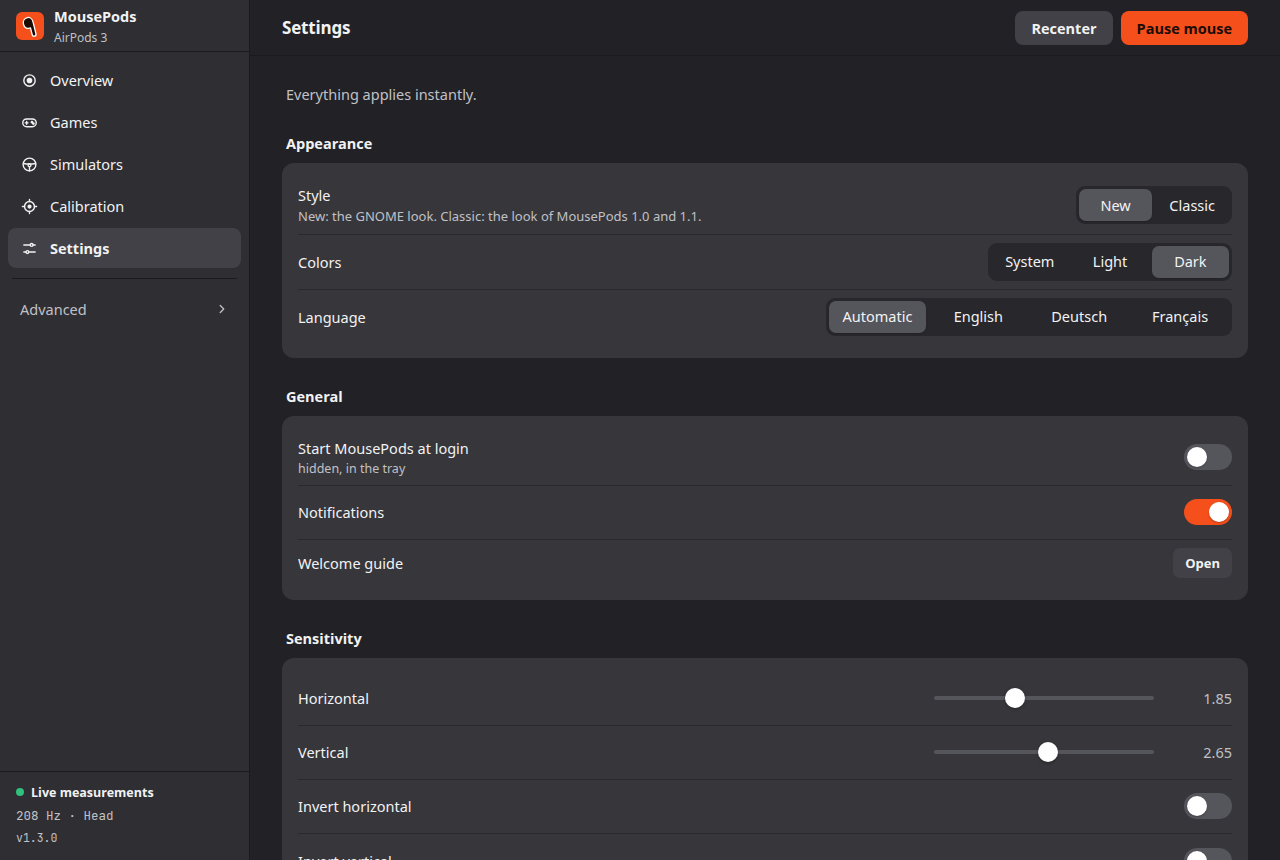 MousePods
AirPods 3
Overview
Games
Simulators
Calibration
Settings
Advanced
Live measurements
208 Hz · Head
v1.3.0
Settings
Recenter
Pause mouse
Everything applies instantly.
Appearance
Style
New: the GNOME look. Classic: the look of MousePods 1.0 and 1.1.
New
Classic
Colors
System
Light
Dark
Language
Automatic
English
Deutsch
Français
General
Start MousePods at login
hidden, in the tray
Notifications
Welcome guide
Open
Sensitivity
Horizontal
1.85
Vertical
2.65
Invert horizontal
Invert vertical